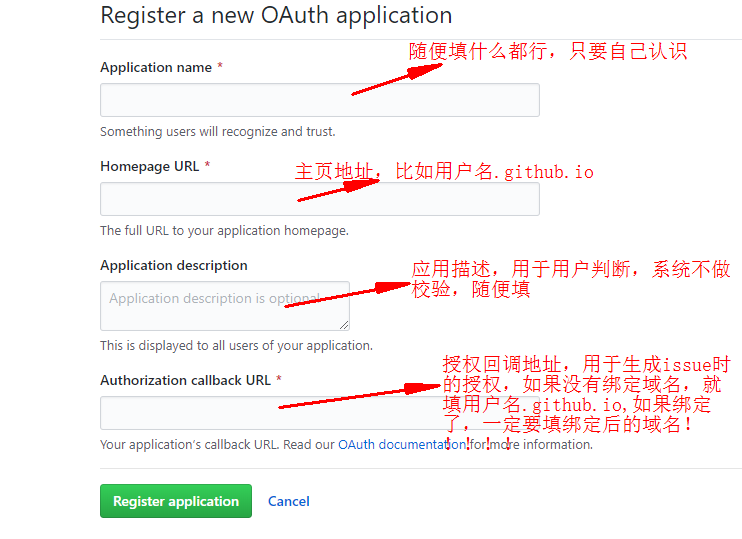 Register a new OAuth application
随便填什么都行，只要自己认识
Application name *
Something users will recognize and trust.
Homepage URL *
主页地址，比如用户名.github.io
The full URL to your application homepage.
Application description
应用描述，用于用户判断，系统不做
校验，随便填
Application description is optional
This is displayed to all users of your application.
授权回调地址，用于生成issue时
的授权，如果没有绑定域名，就
填用户名.github.io,如果绑定
了，一定要填绑定后的域名！
！！！！
Authorization callback URL *
Your application's callback URL. Read our OAuth documentation for more information.
Register application
Cancel